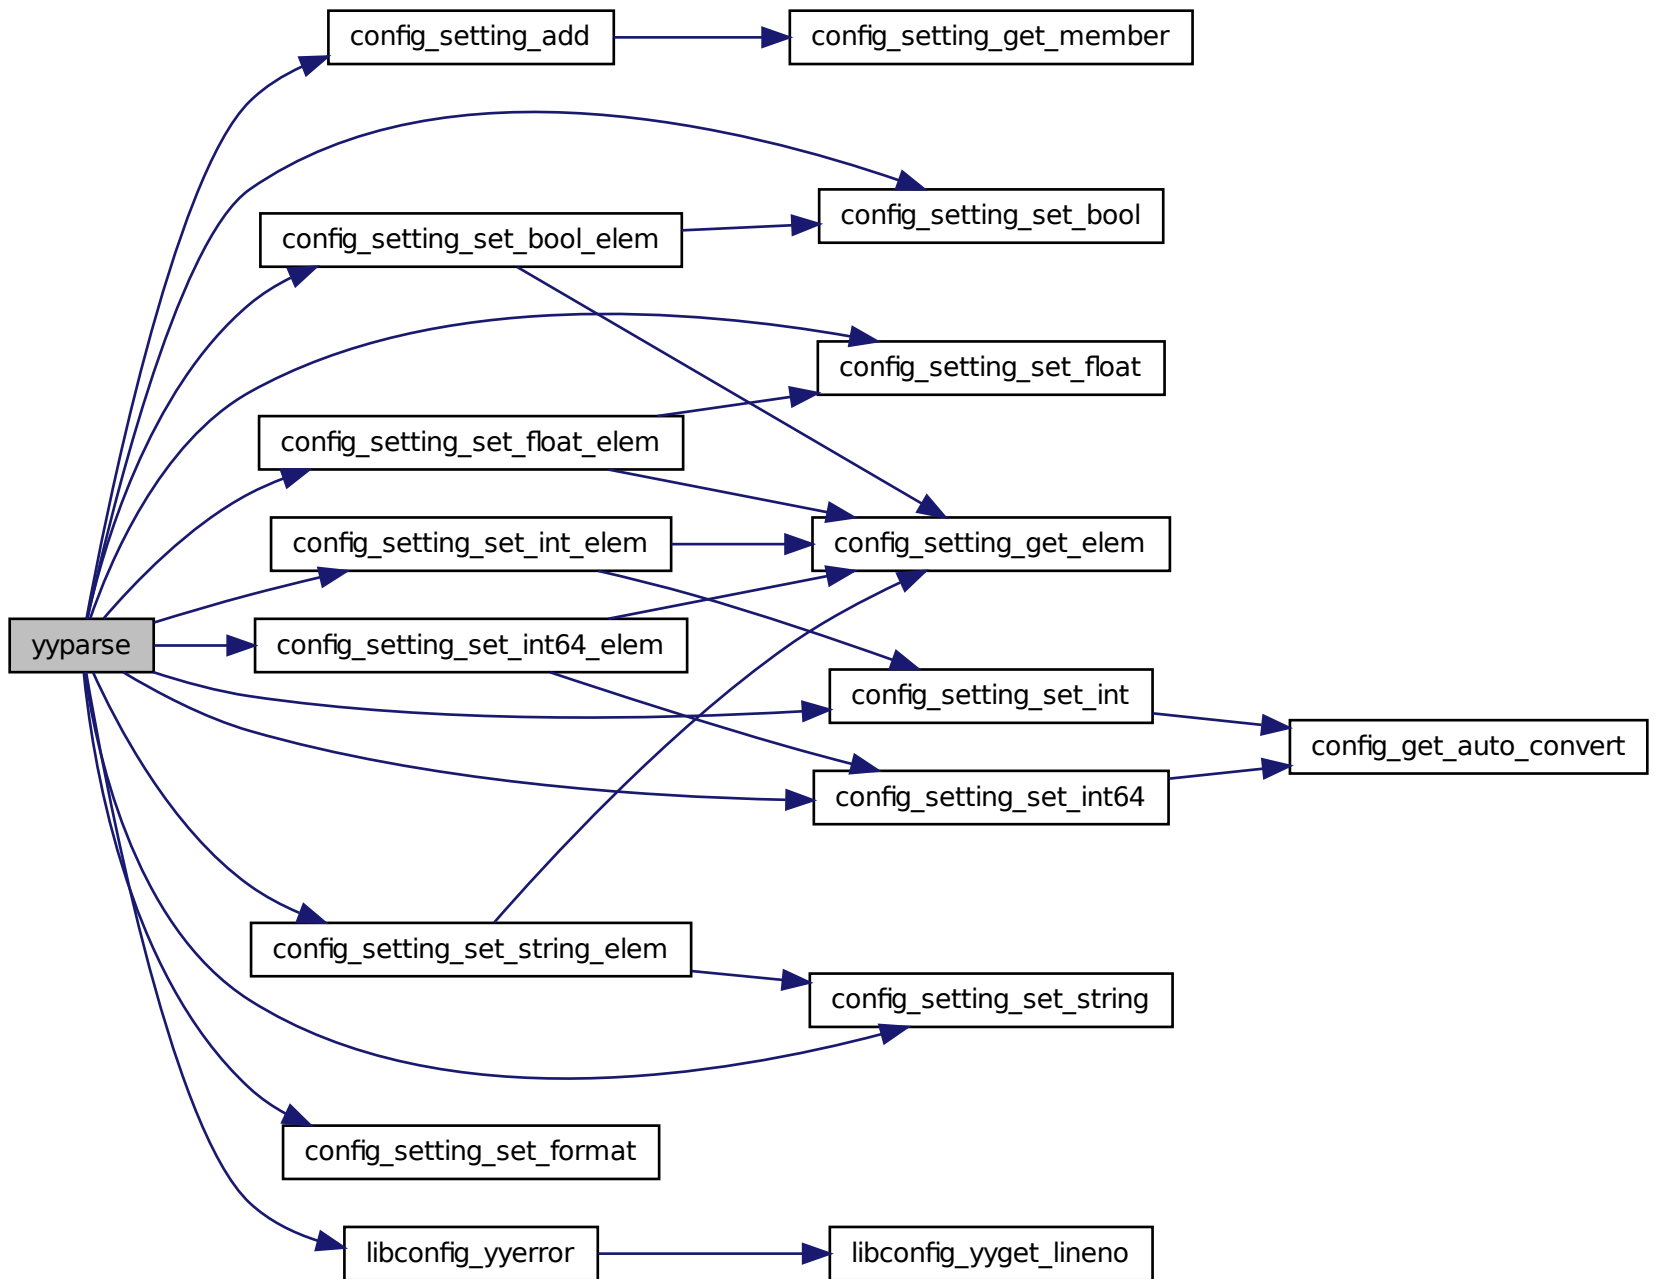 config_setting_add
config_setting_get_member
config_setting_set_bool
config_setting_set_bool_elem
config_setting_set_float
config_setting_set_float_elem
config_setting_set_int_elem
config_setting_get_elem
yyparse
config_setting_set_int64_elem
config_setting_set_int
config_get_auto_convert
config_setting_set_int64
config_setting_set_string_elem
config_setting_set_string
config_setting_set_format
libconfig_yyerror
libconfig_yyget_lineno